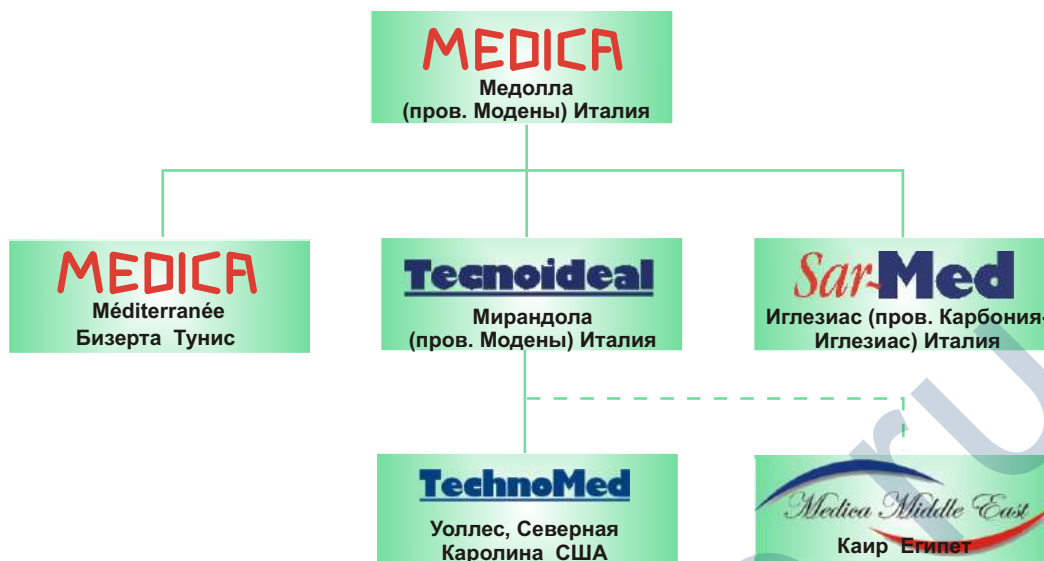 MEDICA
Медолла
(пров. Модены) Италия
MEDICA
Méditerranée
Бизерта Тунис
Tecnoideal
Мирандола
(пров. Модены) Италия
Sar-Med
Иглезиас (пров. Карбония-
Иглезиас) Италия
TechnoMed
Уоллес, Северная
Каролина США
Medica Middle East
Каир Египет
ru